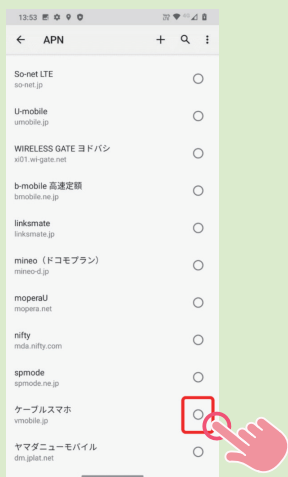 13:53
APN
So-net LTE
so-net.jp
U-mobile
umobile.jp
WIRELESS GATE ヨドバシ
xi01.wi-gate.net
b-mobile 高速定額
bmobile.ne.jp
linksmate
linksmate.jp
mineo（ドコモプラン）
mineo-d.jp
moperaU
mopera.net
nifty
mda.nifty.com
spmode
spmode.ne.jp
ケーブルスマホ
vmobile.jp
ヤマダニューモバイル
dm.jplat.net